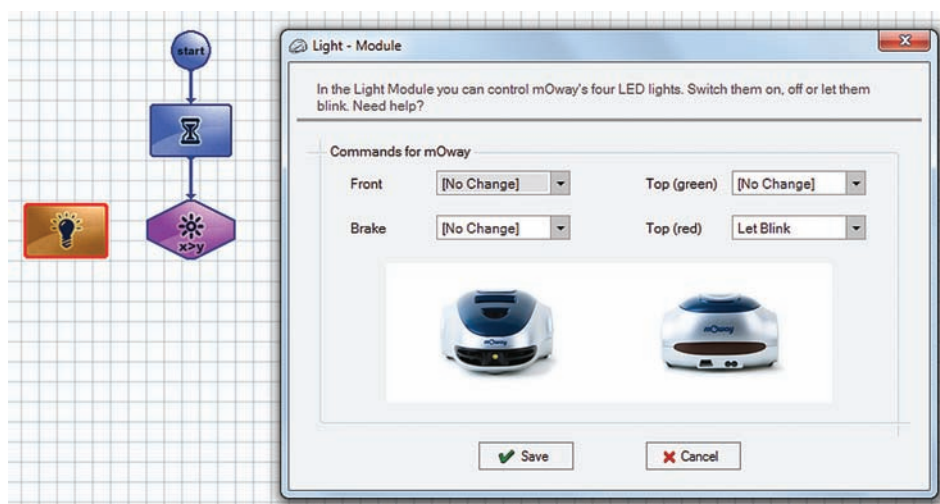 start
x>y
Light - Module
In the Light Module you can control mOway's four LED lights. Switch them on, off or let them
blink. Need help?
Commands for mOway
Front [No Change] Top (green) [No Change]
Brake [No Change] Top (red) Let Blink
mOway
mOway
Save Cancel